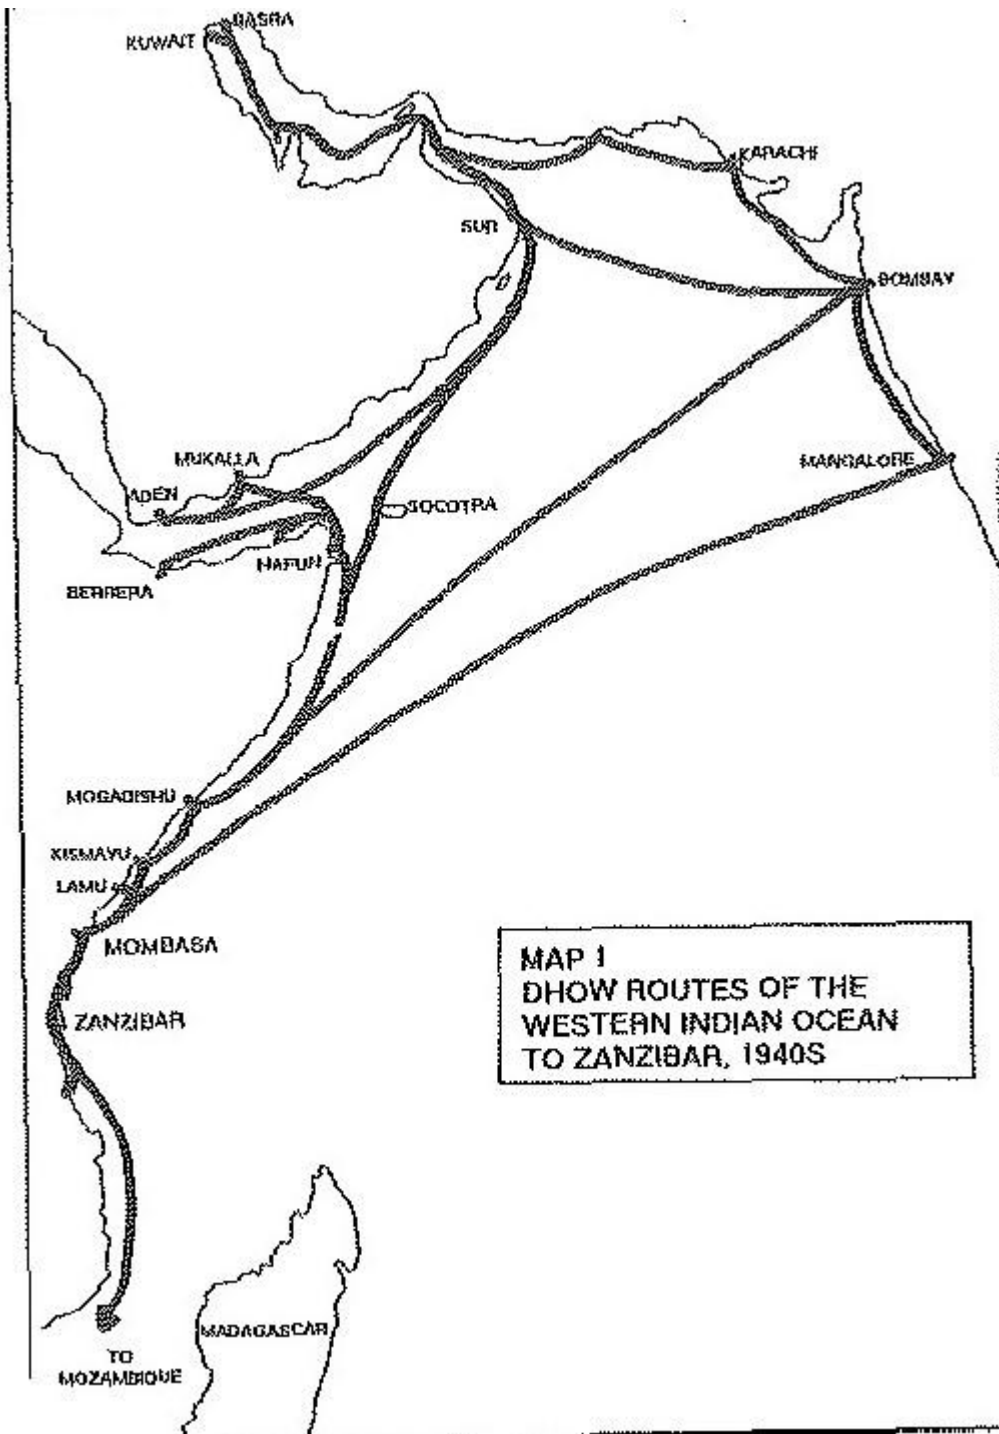 BASRA
KUWAIT
KARACHI
SUR
BOMBAY
MUKALLA
MANGALORE
ADEN
SOCOTRA
HAFUN
BERBERA
MOGADISHU
KISMAYU
LAMU
MOMBASA
ZANZIBAR
MAP 1
DHOW ROUTES OF THE
WESTERN INDIAN OCEAN
TO ZANZIBAR, 1940S
MADAGASCAR
TO
MOZAMBIQUE